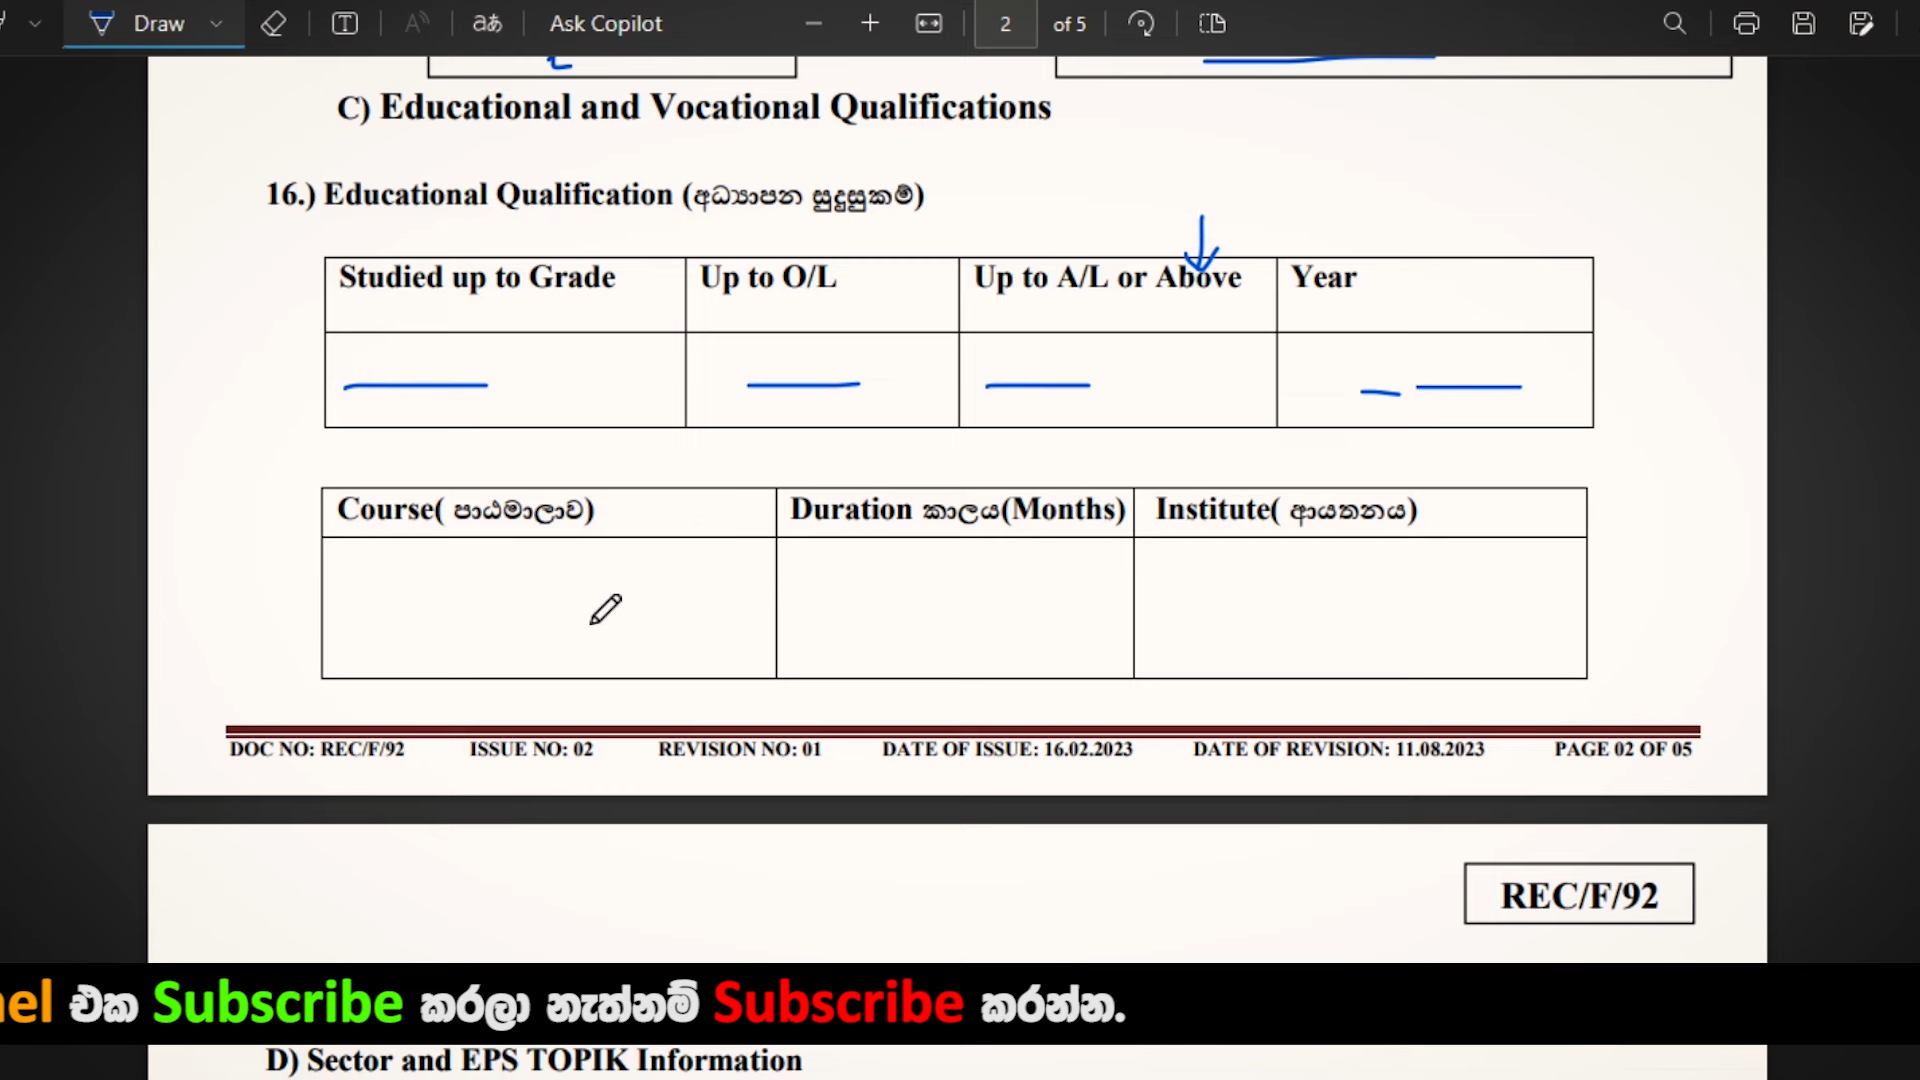 Draw
Ask Copilot
2 of 5
C) Educational and Vocational Qualifications
16.) Educational Qualification (අධ්‍යාපන සුදුසුකම්)
Studied up to Grade Up to O/L Up to A/L or Above Year
Course( පාඨමාලාව) Duration කාලය(Months) Institute( ආයතනය)
DOC NO: REC/F/92 ISSUE NO: 02 REVISION NO: 01 DATE OF ISSUE: 16.02.2023 DATE OF REVISION: 11.08.2023 PAGE 02 OF 05
REC/F/92
nel එක Subscribe කරලා නැත්නම් Subscribe කරන්න.
D) Sector and EPS TOPIK Information